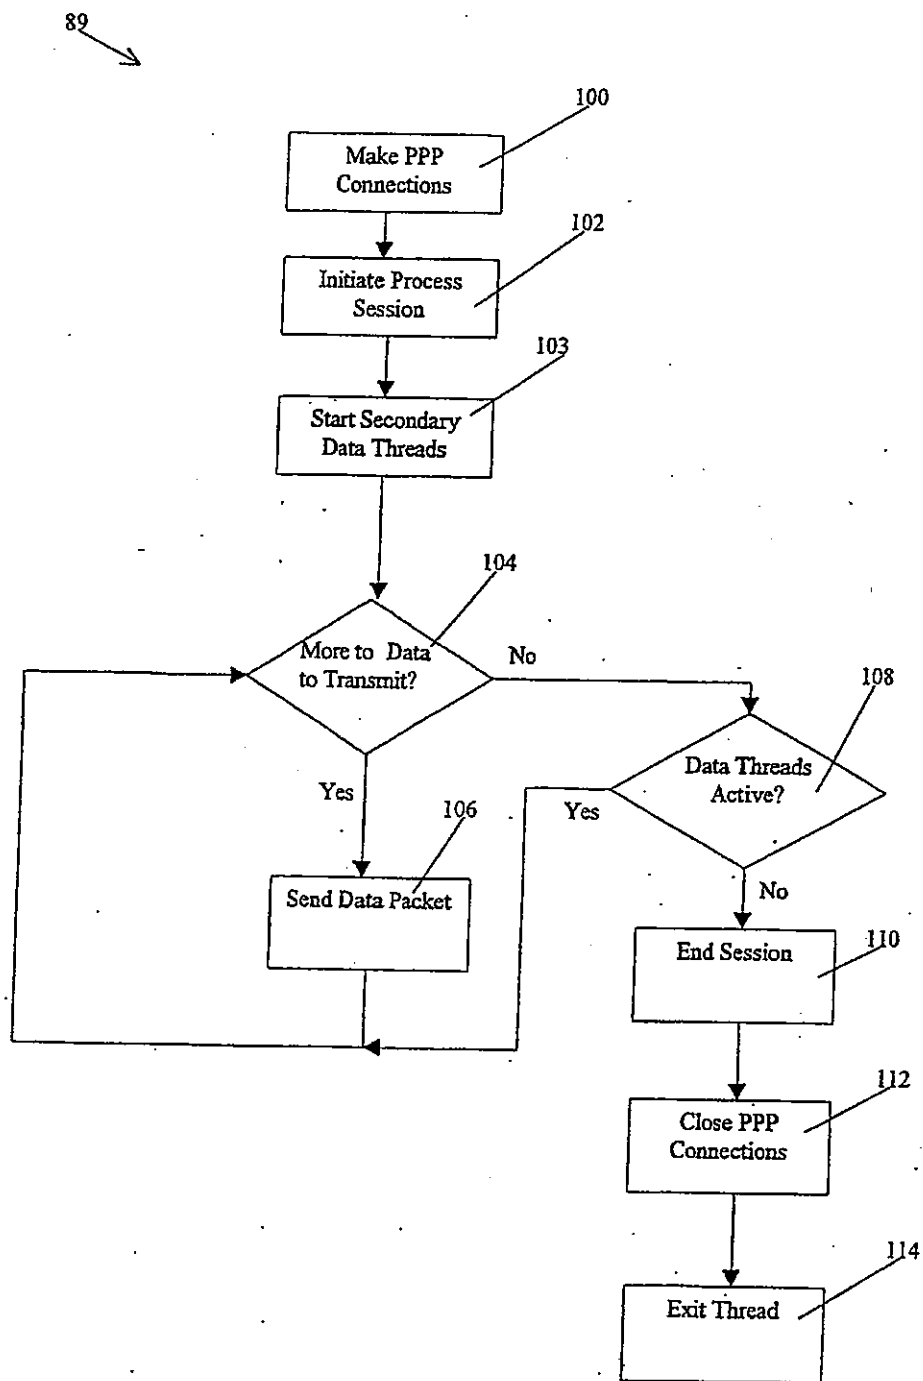 89
100
Make PPP
Connections
102
Initiate Process
Session
103
Start Secondary
Data Threads
104
More to Data
to Transmit?
No
108
Data Threads
Active?
Yes
Yes
106
Send Data Packet
No
End Session
110
112
Close PPP
Connections
114
Exit Thread